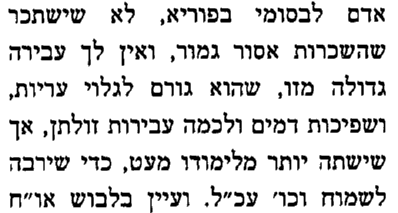 אדם לבסומי בפוריא, לא שישתכר
שהשכרות אסור גמור, ואין לך עבירה
גדולה מזו, שהוא גורם לגלוי עריות,
ושפיכות דמים ולכמה עבירות זולתן, אך
שישתה יותר מלימודו מעט, כדי שירבה
לשמוח וכו׳ עכ״ל. ועיין בלבוש או״ח